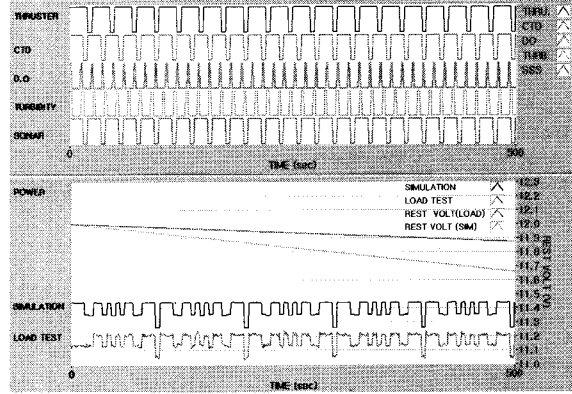 THRUSTER
CTD
D.O
TURBIDITY
SONAR
THRU.
CTD
DO
TURB
SSS
0
500
TIME (sec)
POWER
SIMULATION
LOAD TEST
REST VOLT(LOAD)
REST VOLT (SIM)
SIMULATION
LOAD TEST
12.3
12.2
12.1
12.0
11.9
11.8
11.7
11.6
11.5
11.4
11.3
11.2
11.1
11.0
REST VOLT (V)
0
500
TIME (sec)